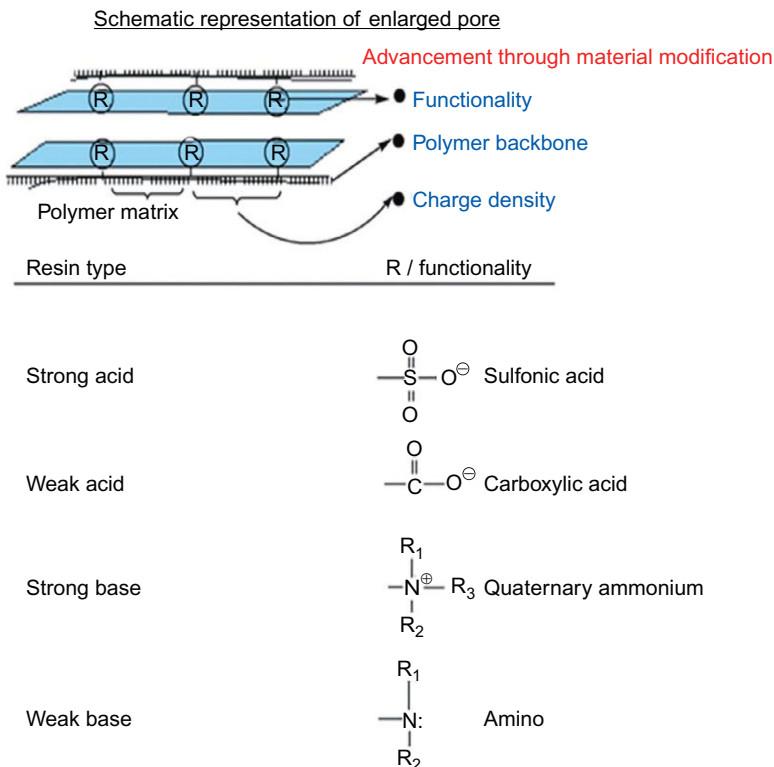 Schematic representation of enlarged pore
Advancement through material modification
R R R
Functionality
R R R
Polymer backbone
Polymer matrix
Charge density
Resin type R / functionality
O
Strong acid S O⊖ Sulfonic acid
O
O
Weak acid C O⊖ Carboxylic acid
R1
Strong base N⊕ R3 Quaternary ammonium
R2
R1
Weak base N: Amino
R2